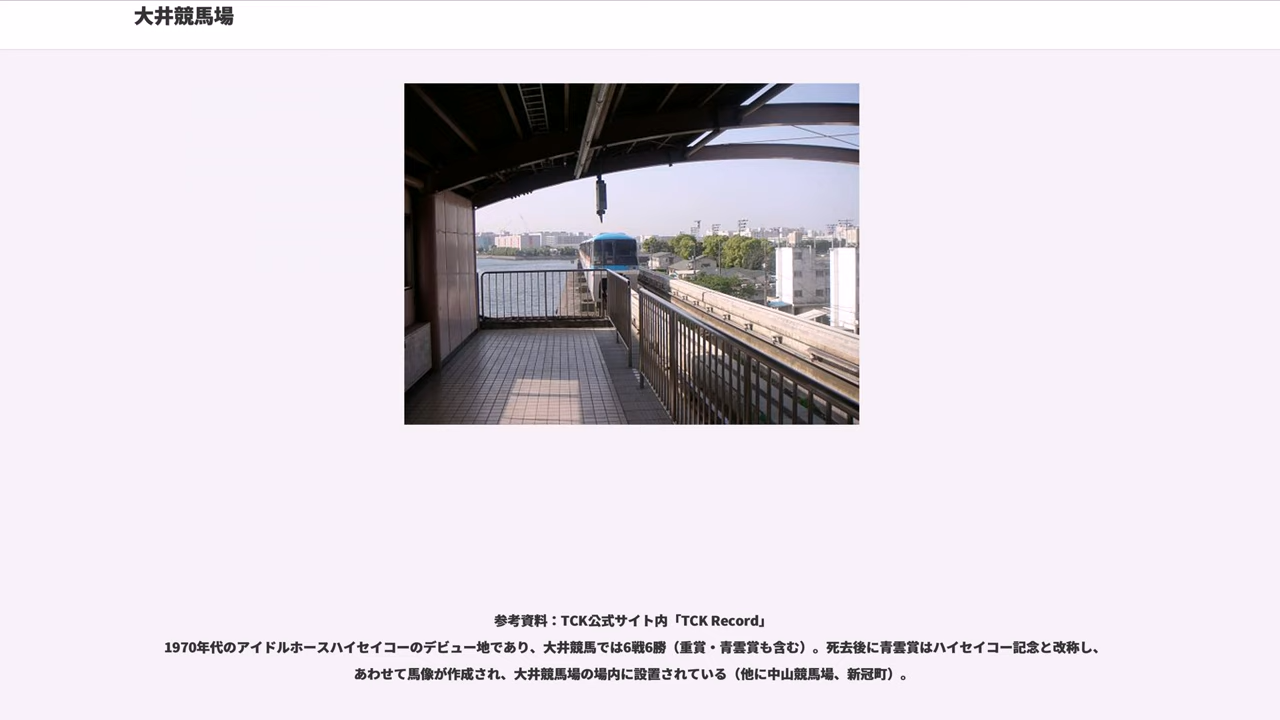 大井競馬場
参考資料：TCK公式サイト内「TCK Record」
1970年代のアイドルホースハイセイコーのデビュー地であり、大井競馬では6戦6勝（重賞・青雲賞も含む）。死去後に青雲賞はハイセイコー記念と改称し、
あわせて馬像が作成され、大井競馬場の場内に設置されている（他に中山競馬場、新冠町）。